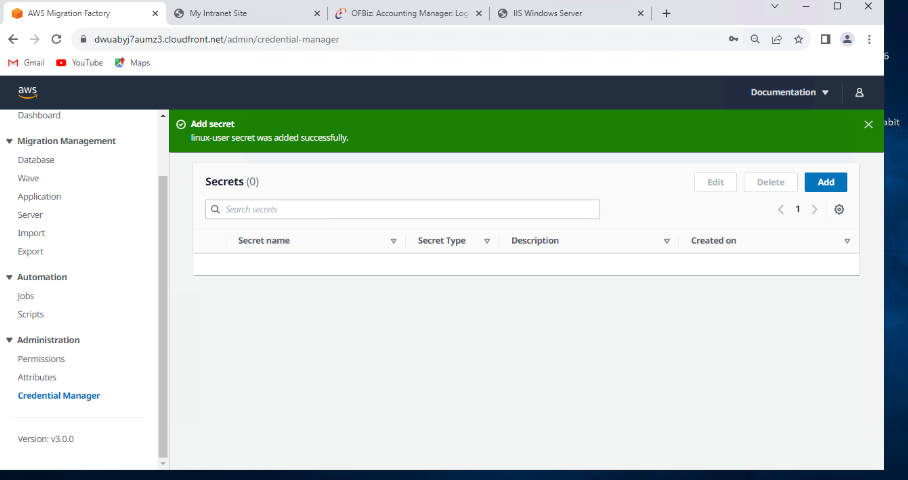 AWS Migration Factory
My Intranet Site
OFBiz: Accounting Manager: Log
IIS Windows Server
dwuabyj7aumz3.cloudfront.net/admin/credential-manager
Gmail
YouTube
Maps
6
aws
Documentation
abit
Dashboard
Migration Management
Database
Wave
Application
Server
Import
Export
Automation
Jobs
Scripts
Administration
Permissions
Attributes
Credential Manager
Version: v3.0.0
Add secret
linux-user secret was added successfully.
Secrets (0)
Edit
Delete
Add
Search secrets
1
Secret name
Secret Type
Description
Created on